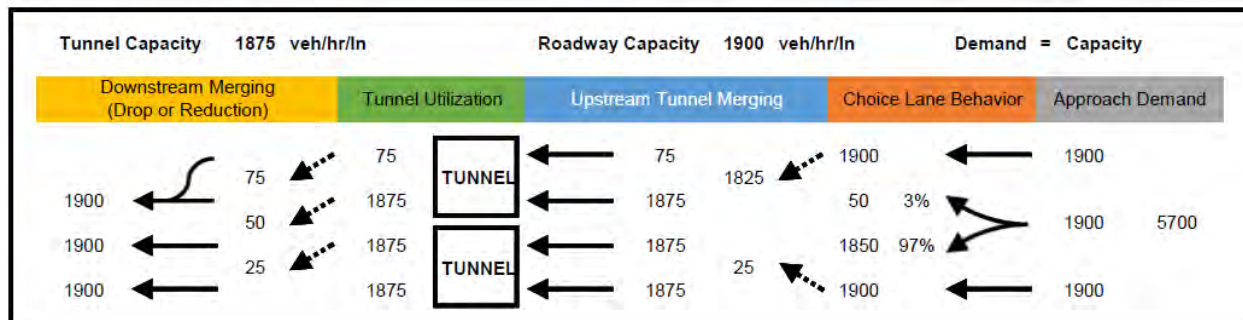 Tunnel Capacity 1875 veh/hr/ln Roadway Capacity 1900 veh/hr/ln Demand = Capacity
Downstream Merging
(Drop or Reduction)
Tunnel Utilization
Upstream Tunnel Merging
Choice Lane Behavior
Approach Demand
75 75 1900 1900
75 TUNNEL 1825
1900 1875 1875 50 3%
50 1900 5700
1900 1875 1875 1850 97%
25 TUNNEL 25
1900 1875 1875 1900 1900